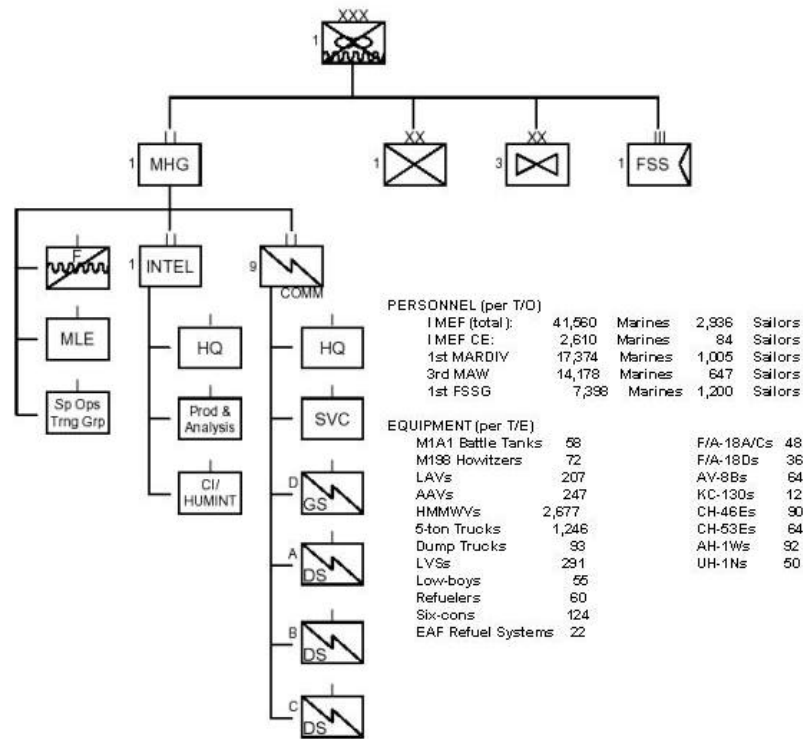 XXX
1
II
XX
XX
III
1 MHG
1
3
1 FSS
I
F
II
1 INTEL
II
9
COMM
I
MLE
I
HQ
I
HQ
I
Sp Ops
Trng Grp
I
Prod &
Analysis
I
SVC
I
CI/
HUMINT
I
D
GS
I
A
DS
I
B
DS
I
C
DS
PERSONNEL (per T/O)
I MEF (total): 41,560 Marines 2,936 Sailors
I MEF CE: 2,610 Marines 84 Sailors
1st MARDIV 17,374 Marines 1,005 Sailors
3rd MAW 14,178 Marines 647 Sailors
1st FSSG 7,398 Marines 1,200 Sailors
EQUIPMENT (per T/E)
M1A1 Battle Tanks 58 F/A-18A/Cs 48
M198 Howitzers 72 F/A-18Ds 36
LAVs 207 AV-8Bs 64
AAVs 247 KC-130s 12
HMMWVs 2,677 CH-46Es 90
5-ton Trucks 1,246 CH-53Es 64
Dump Trucks 93 AH-1Ws 92
LVSs 291 UH-1Ns 50
Low-boys 55
Refuelers 60
Six-cons 124
EAF Refuel Systems 22